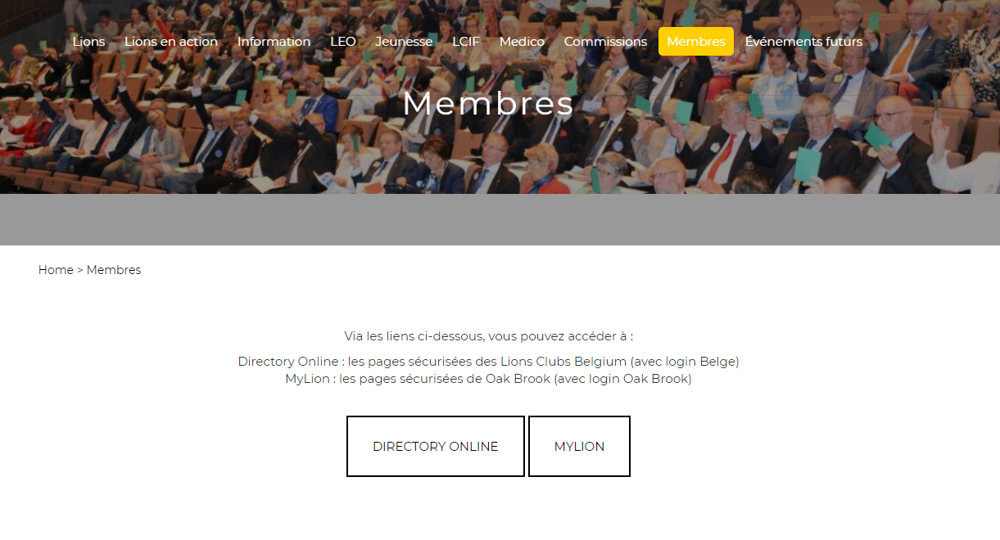 Lions Lions en action Information LEO Jeunesse LCIF Medico Commissions Membres Événements futurs
Membres
Home > Membres
Via les liens ci-dessous, vous pouvez accéder à :
Directory Online : les pages sécurisées des Lions Clubs Belgium (avec login Belge)
MyLion : les pages sécurisées de Oak Brook (avec login Oak Brook)
DIRECTORY ONLINE MYLION